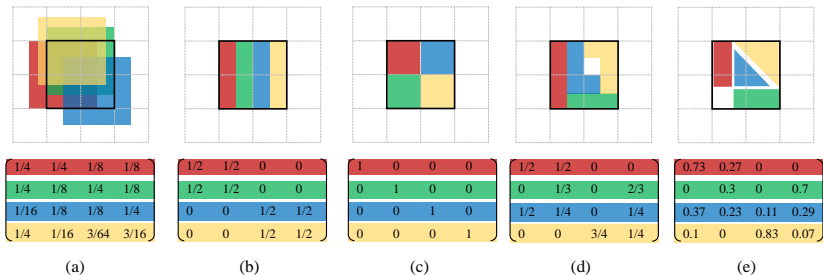 1/4 1/4 1/8 1/8
1/4 1/8 1/4 1/8
1/16 1/8 1/8 1/4
1/4 1/16 3/64 3/16
(a)
1/2 1/2 0 0
1/2 1/2 0 0
0 0 1/2 1/2
0 0 1/2 1/2
(b)
1 0 0 0
0 1 0 0
0 0 1 0
0 0 0 1
(c)
1/2 1/2 0 0
0 1/3 0 2/3
1/2 1/4 0 1/4
0 0 3/4 1/4
(d)
0.73 0.27 0 0
0 0.3 0 0.7
0.37 0.23 0.11 0.29
0.1 0 0.83 0.07
(e)